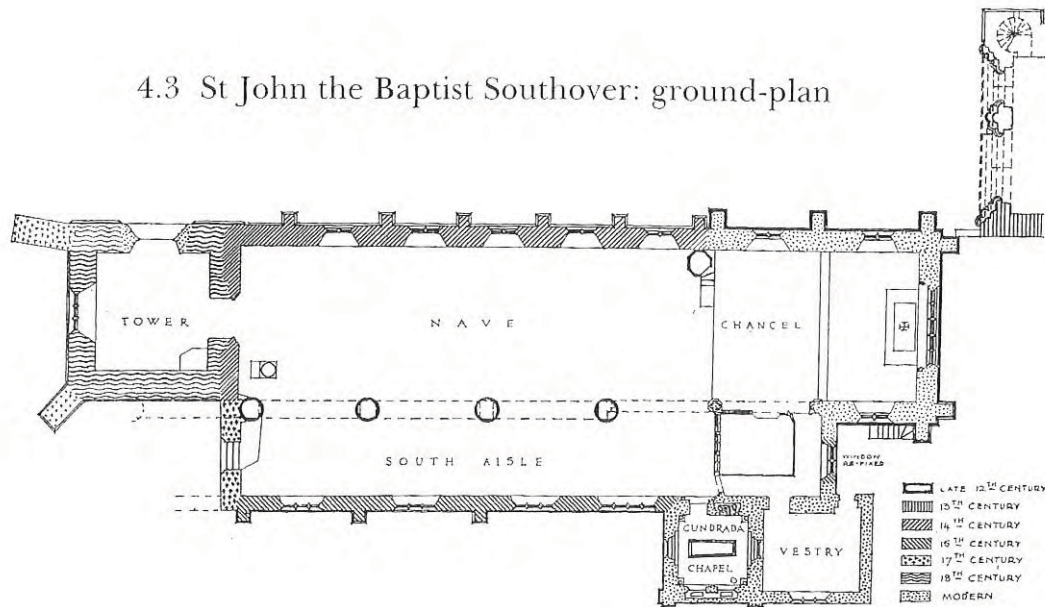 4.3 St John the Baptist Southover: ground-plan
TOWER
NAVE
CHANCEL
SOUTH AISLE
WINDOW
RE-FIXED
GUNDRADA
CHAPEL
VESTRY
LATE 12TH CENTURY
13TH CENTURY
14TH CENTURY
16TH CENTURY
17TH CENTURY
18TH CENTURY
MODERN